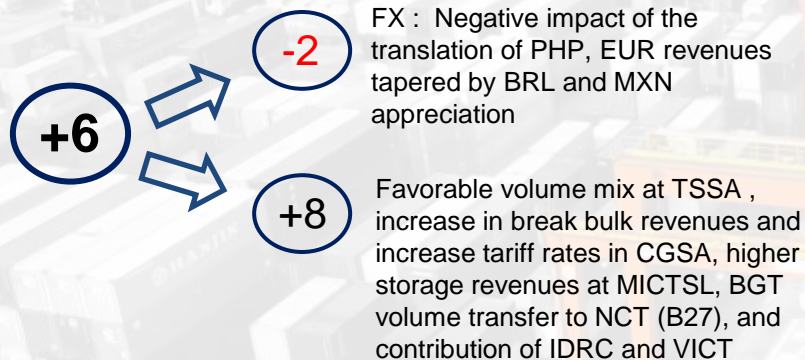 +6
-2
FX : Negative impact of the
translation of PHP, EUR revenues
tapered by BRL and MXN
appreciation
+8
Favorable volume mix at TSSA ,
increase in break bulk revenues and
increase tariff rates in CGSA, higher
storage revenues at MICTSL, BGT
volume transfer to NCT (B27), and
contribution of IDRC and VICT